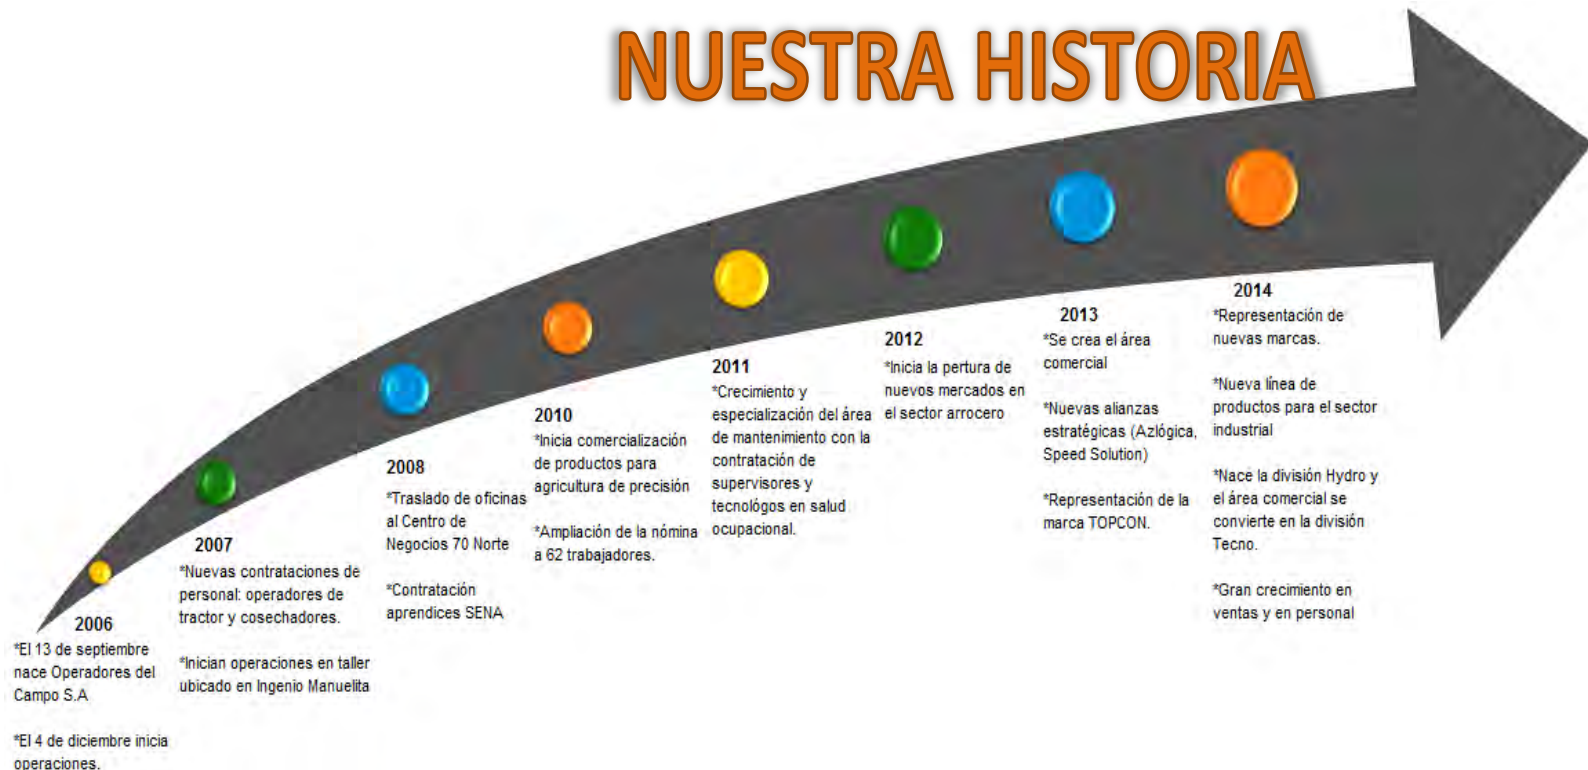 NUESTRA HISTORIA
2006
*El 13 de septiembre
nace Operadores del
Campo S.A
*El 4 de diciembre inicia
operaciones.
2007
*Nuevas contrataciones de
personal: operadores de
tractor y cosechadores.
*Inician operaciones en taller
ubicado en Ingenio Manuelita
2008
*Traslado de oficinas
al Centro de
Negocios 70 Norte
*Contratación
aprendices SENA
2010
*Inicia comercialización
de productos para
agricultura de precisión
*Ampliación de la nómina
a 62 trabajadores.
2011
*Crecimiento y
especialización del área
de mantenimiento con la
contratación de
supervisores y
tecnológos en salud
ocupacional.
2012
*Inicia la pertura de
nuevos mercados en
el sector arrocero
2013
*Se crea el área
comercial
*Nuevas alianzas
estratégicas (Azlógica,
Speed Solution)
*Representación de la
marca TOPCON.
2014
*Representación de
nuevas marcas.
*Nueva línea de
productos para el sector
industrial
*Nace la división Hydro y
el área comercial se
convierte en la división
Tecno.
*Gran crecimiento en
ventas y en personal